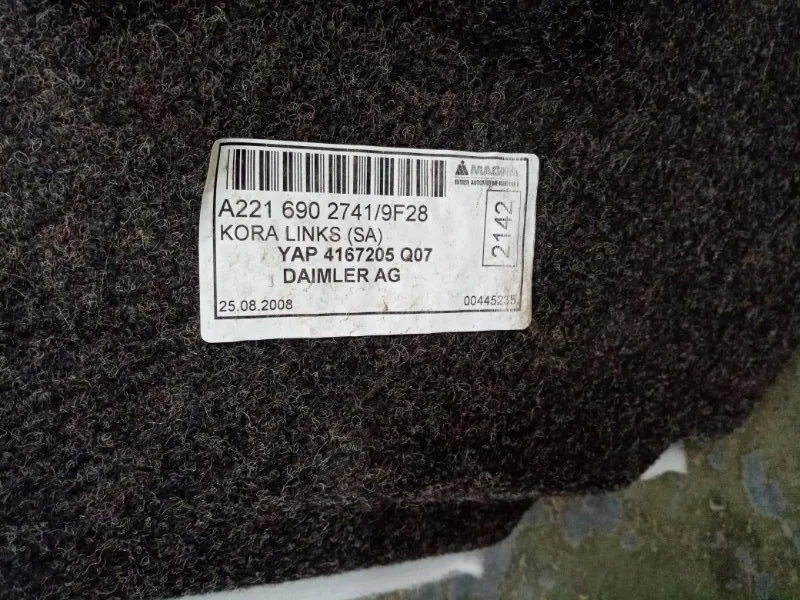 MAGNA
A221 690 2741/9F28
KORA LINKS (SA)
YAP 4167205 Q07
DAIMLER AG
2142
25.08.2008
00445235